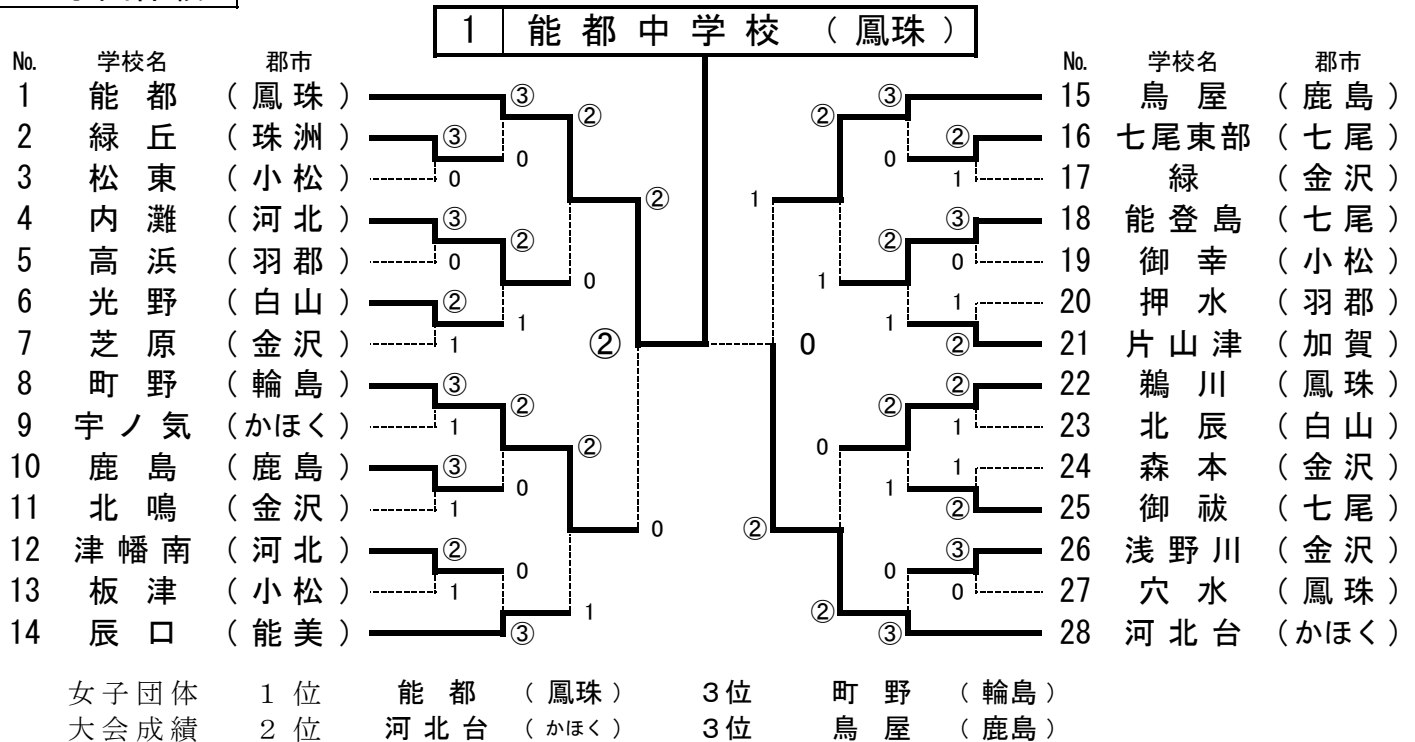 1 能都中学校 (鳳珠)
No. 学校名 郡市 No. 学校名 郡市
1 能都 (鳳珠) ③ ② ② ③ 15 鳥屋 (鹿島)
2 緑丘 (珠洲) ③ 0 0 ② 16 七尾東部 (七尾)
3 松東 (小松) 0 ② 1 1 17 緑 (金沢)
4 内灘 (河北) ③ ② ② ③ 18 能登島 (七尾)
5 高浜 (羽郡) 0 0 1 0 19 御幸 (小松)
6 光野 (白山) ② 1 1 1 20 押水 (羽郡)
7 芝原 (金沢) 1 ② 0 ② 21 片山津 (加賀)
8 町野 (輪島) ③ ② ② ② 22 鵜川 (鳳珠)
9 宇ノ気 (かほく) 1 ② 0 1 23 北辰 (白山)
10 鹿島 (鹿島) ③ 0 1 1 24 森本 (金沢)
11 北鳴 (金沢) 1 0 ② ② 25 御祓 (七尾)
12 津幡南 (河北) ② 0 0 ③ 26 浅野川 (金沢)
13 板津 (小松) 1 1 ② 0 27 穴水 (鳳珠)
14 辰口 (能美) ③ ③ 28 河北台 (かほく)
女子団体 1位 能都 (鳳珠) 3位 町野 (輪島)
大会成績 2位 河北台 (かほく) 3位 鳥屋 (鹿島)